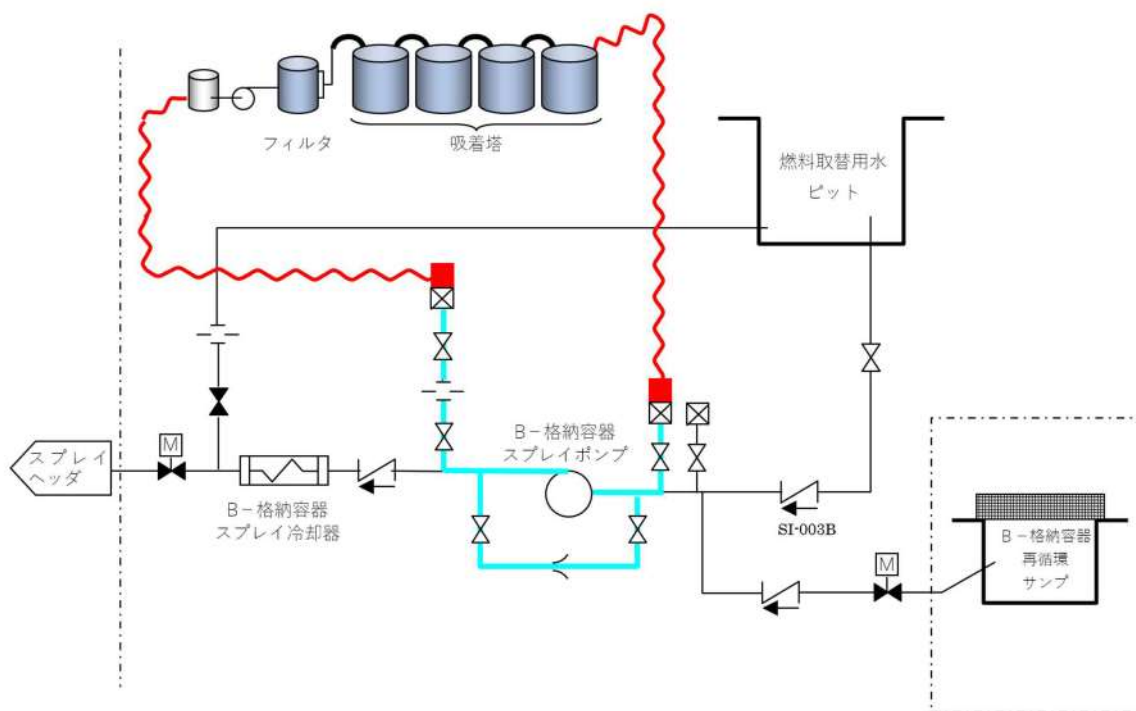 フィルタ
吸着塔
燃料取替用水
ピット
B－格納容器
スプレイポンプ
M
スプレイ
ヘッダ
B－格納容器
スプレイ冷却器
SI-003B
M
B－格納容器
再循環
サンプ